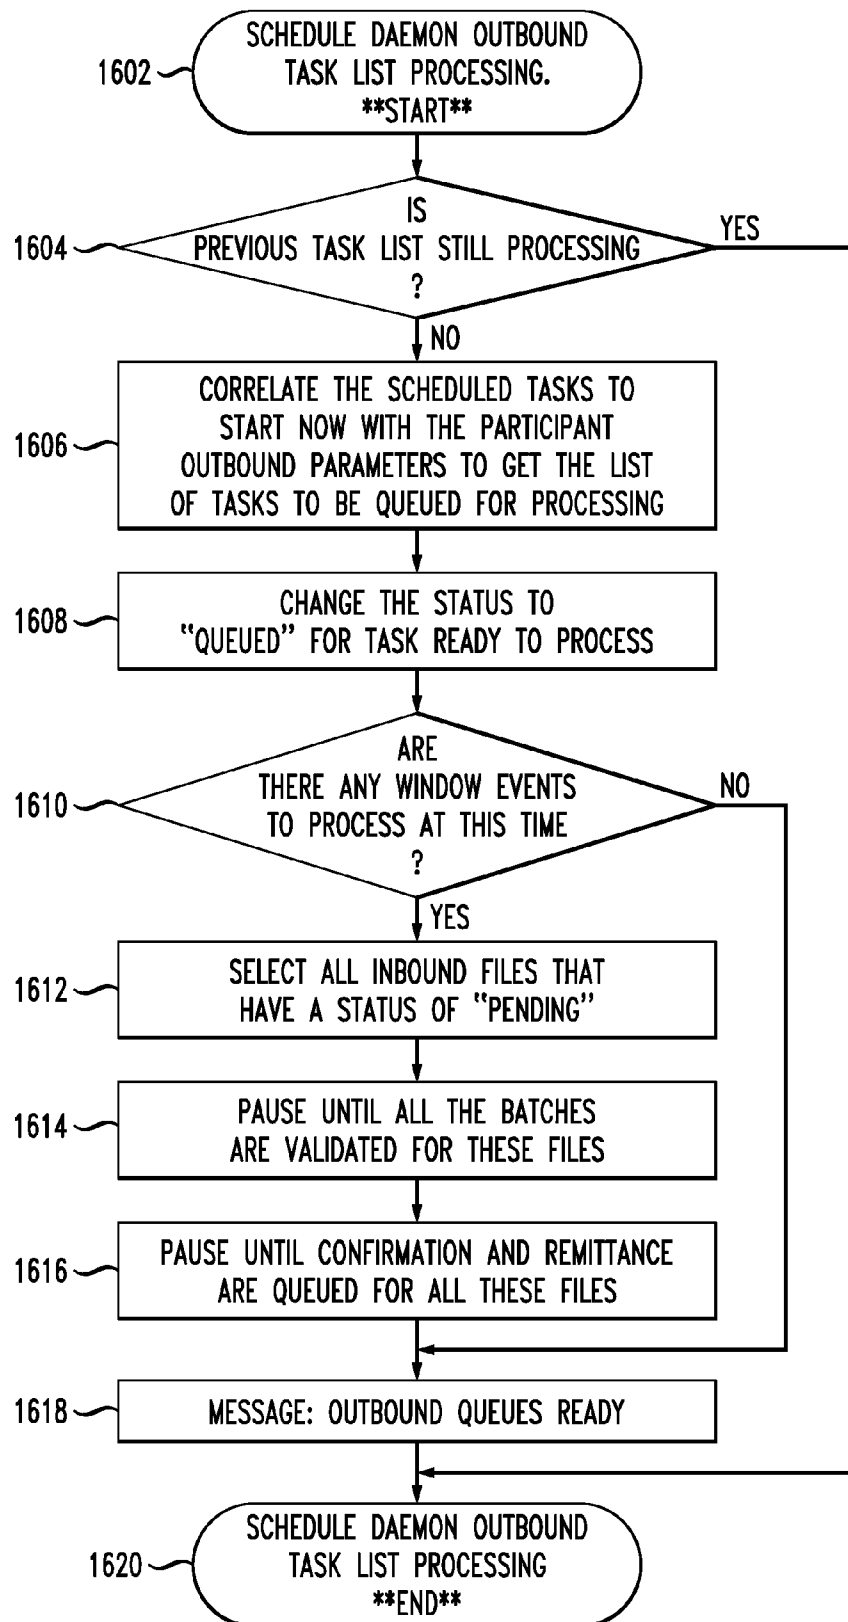 SCHEDULE DAEMON OUTBOUND
TASK LIST PROCESSING.
**START**
1602
IS
PREVIOUS TASK LIST STILL PROCESSING
?
1604
YES
NO
CORRELATE THE SCHEDULED TASKS TO
START NOW WITH THE PARTICIPANT
OUTBOUND PARAMETERS TO GET THE LIST
OF TASKS TO BE QUEUED FOR PROCESSING
1606
CHANGE THE STATUS TO
"QUEUED" FOR TASK READY TO PROCESS
1608
ARE
THERE ANY WINDOW EVENTS
TO PROCESS AT THIS TIME
?
1610
NO
YES
SELECT ALL INBOUND FILES THAT
HAVE A STATUS OF "PENDING"
1612
PAUSE UNTIL ALL THE BATCHES
ARE VALIDATED FOR THESE FILES
1614
PAUSE UNTIL CONFIRMATION AND REMITTANCE
ARE QUEUED FOR ALL THESE FILES
1616
MESSAGE: OUTBOUND QUEUES READY
1618
SCHEDULE DAEMON OUTBOUND
TASK LIST PROCESSING
**END**
1620